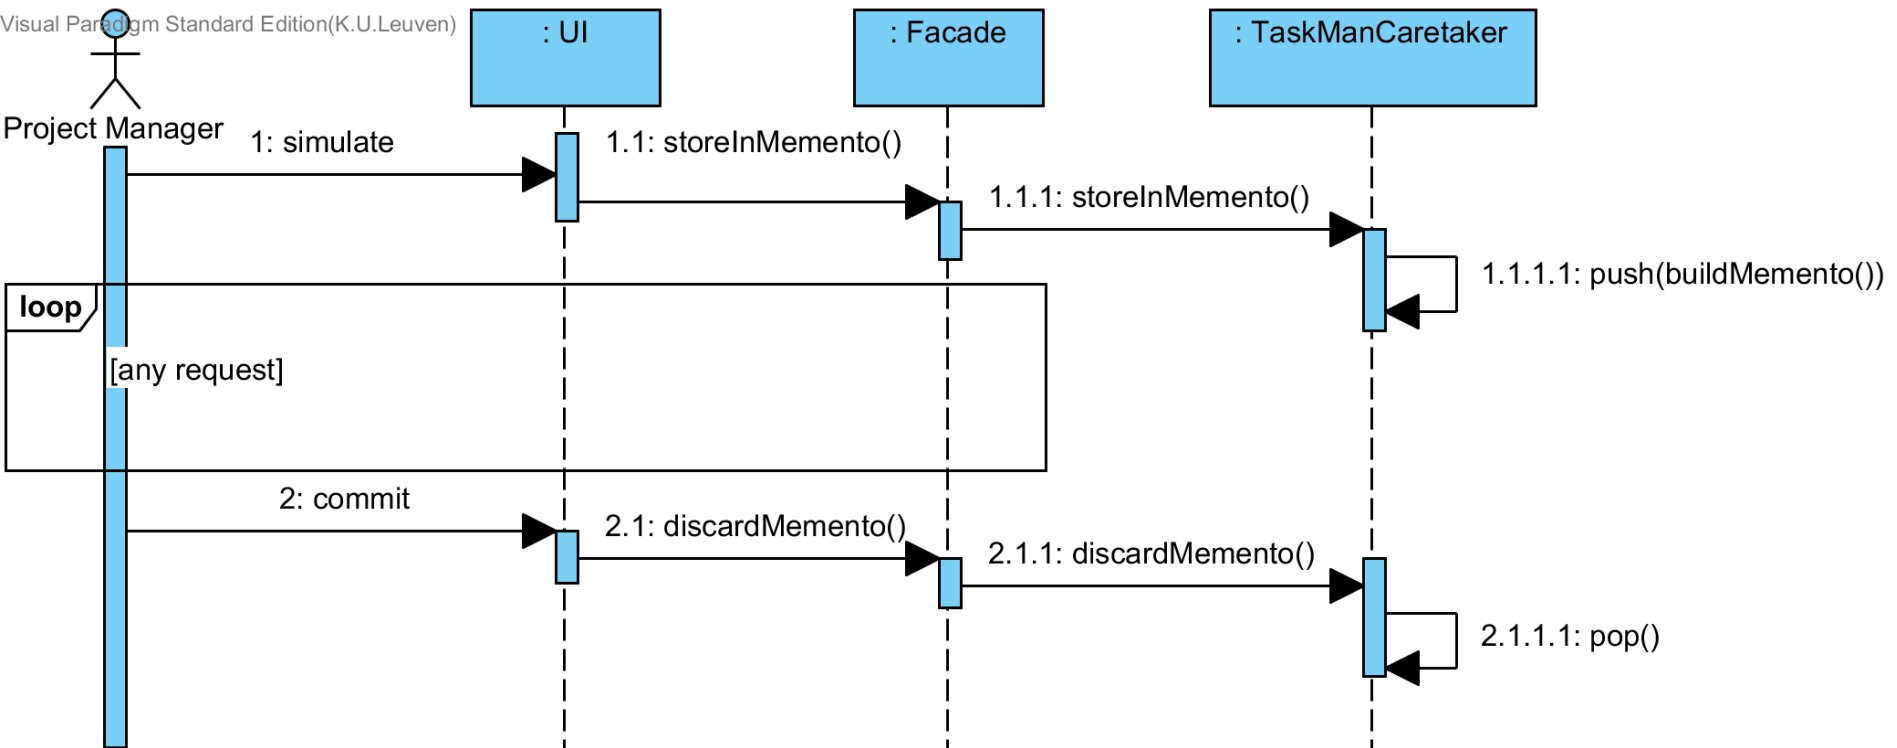 Visual Paradigm Standard Edition(K.U.Leuven)
: UI
: Facade
: TaskManCaretaker
Project Manager
1: simulate
1.1: storeInMemento()
1.1.1: storeInMemento()
1.1.1.1: push(buildMemento())
loop
[any request]
2: commit
2.1: discardMemento()
2.1.1: discardMemento()
2.1.1.1: pop()